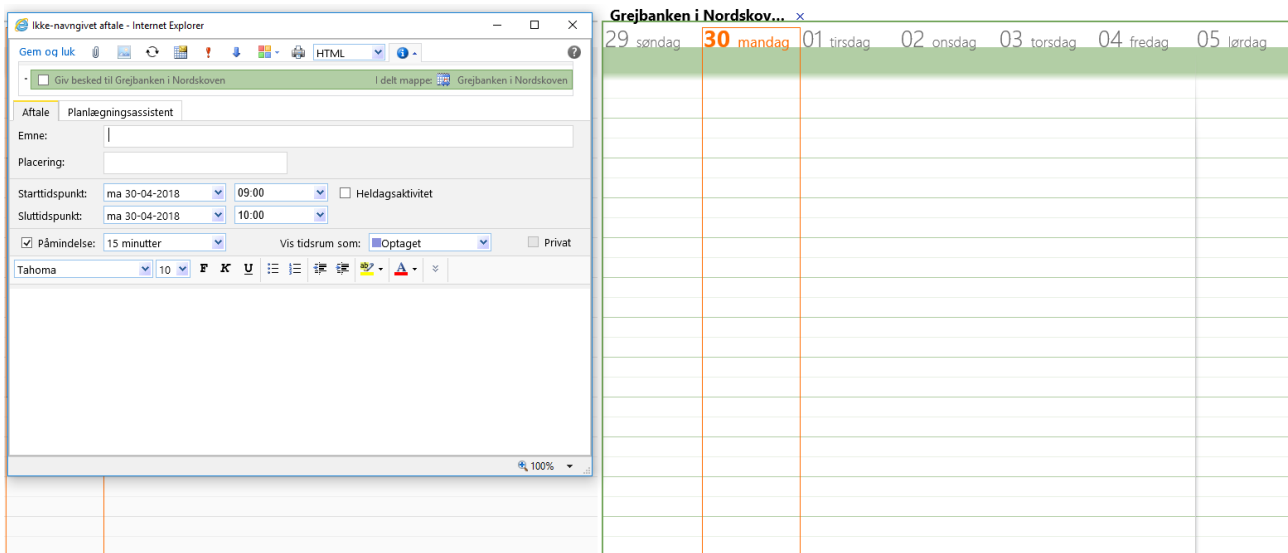 Ikke-navngivet aftale - Internet Explorer
Gem og luk HTML
Giv besked til Grejbanken i Nordskoven I delt mappe: Grejbanken i Nordskoven
Aftale Planlægningsassistent
Emne:
Placering:
Starttidspunkt: ma 30-04-2018 09:00 Heldagsaktivitet
Sluttidspunkt: ma 30-04-2018 10:00
Påmindelse: 15 minutter Vis tidsrum som: Optaget Privat
Tahoma 10 F K U A
100%
Grejbanken i Nordskov... ×
29 søndag 30 mandag 01 tirsdag 02 onsdag 03 torsdag 04 fredag 05 lørdag